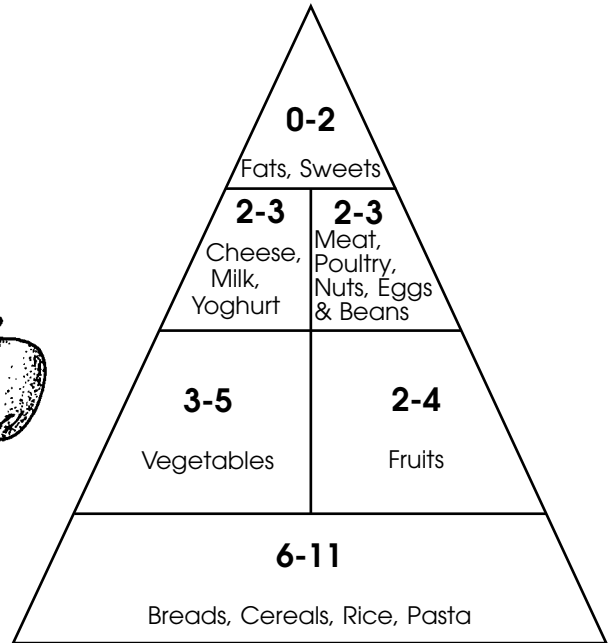 0-2
Fats, Sweets
2-3
Cheese,
Milk,
Yoghurt
2-3
Meat,
Poultry,
Nuts, Eggs
& Beans
3-5
Vegetables
2-4
Fruits
6-11
Breads, Cereals, Rice, Pasta